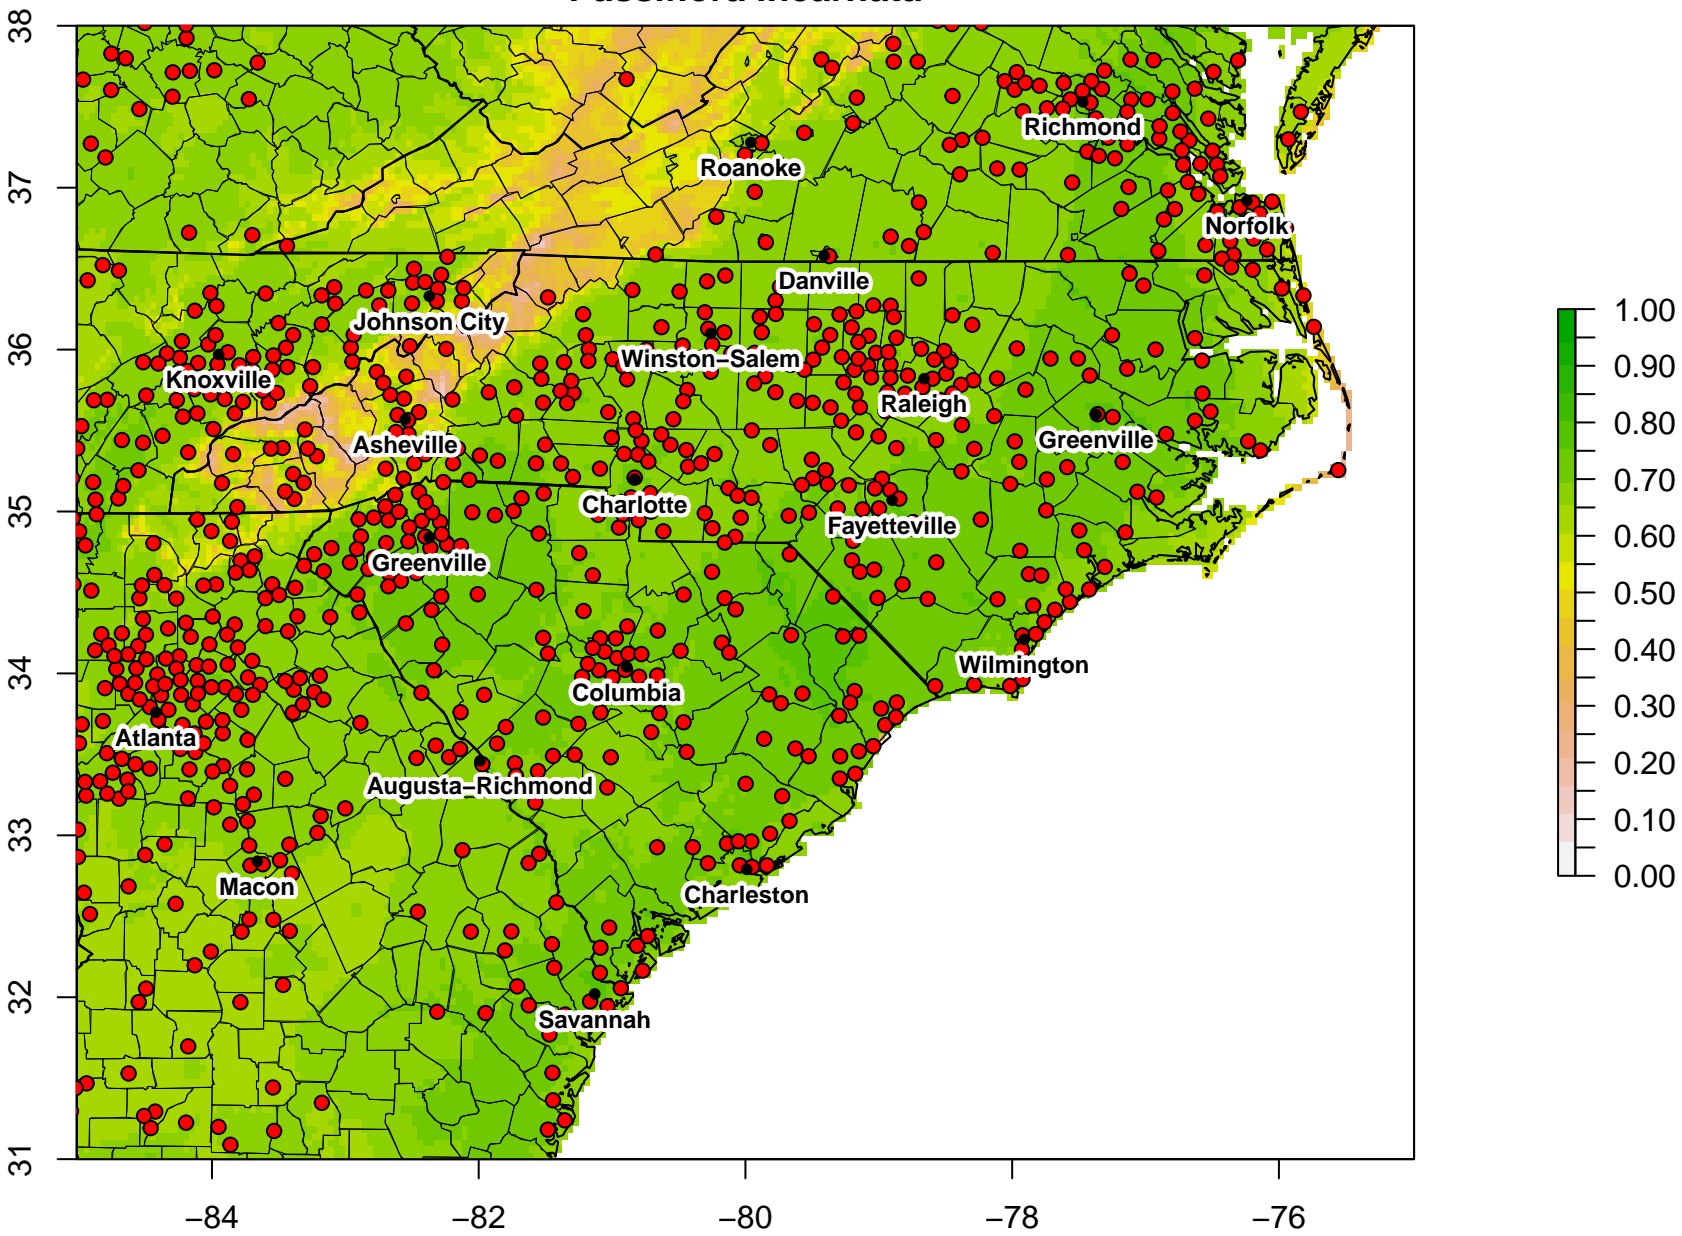 Passiflora incarnata
38
37
36
35
34
33
32
31
Richmond
Roanoke
Norfolk
Danville
Johnson City
Winston–Salem
Knoxville
Raleigh
Asheville
Greenville
Charlotte
Fayetteville
Greenville
Wilmington
Columbia
Atlanta
Augusta–Richmond
Macon
Charleston
Savannah
−84
−82
−80
−78
−76
1.00
0.90
0.80
0.70
0.60
0.50
0.40
0.30
0.20
0.10
0.00